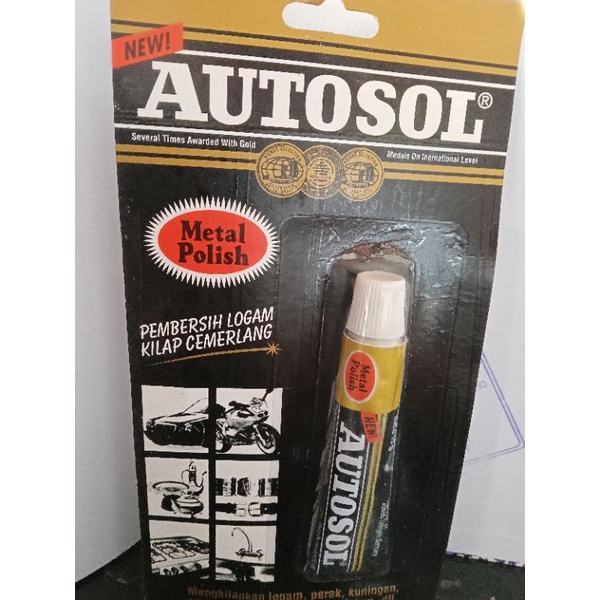 NEW!
AUTOSOL®
Several Times Awarded With Gold
Medals On International Level
Metal
Polish
PEMBERSIH LOGAM
KILAP CEMERLANG
Metal
Polish
NEW!
AUTOSOL
Mengkilapkan logam, perak, kuningan,